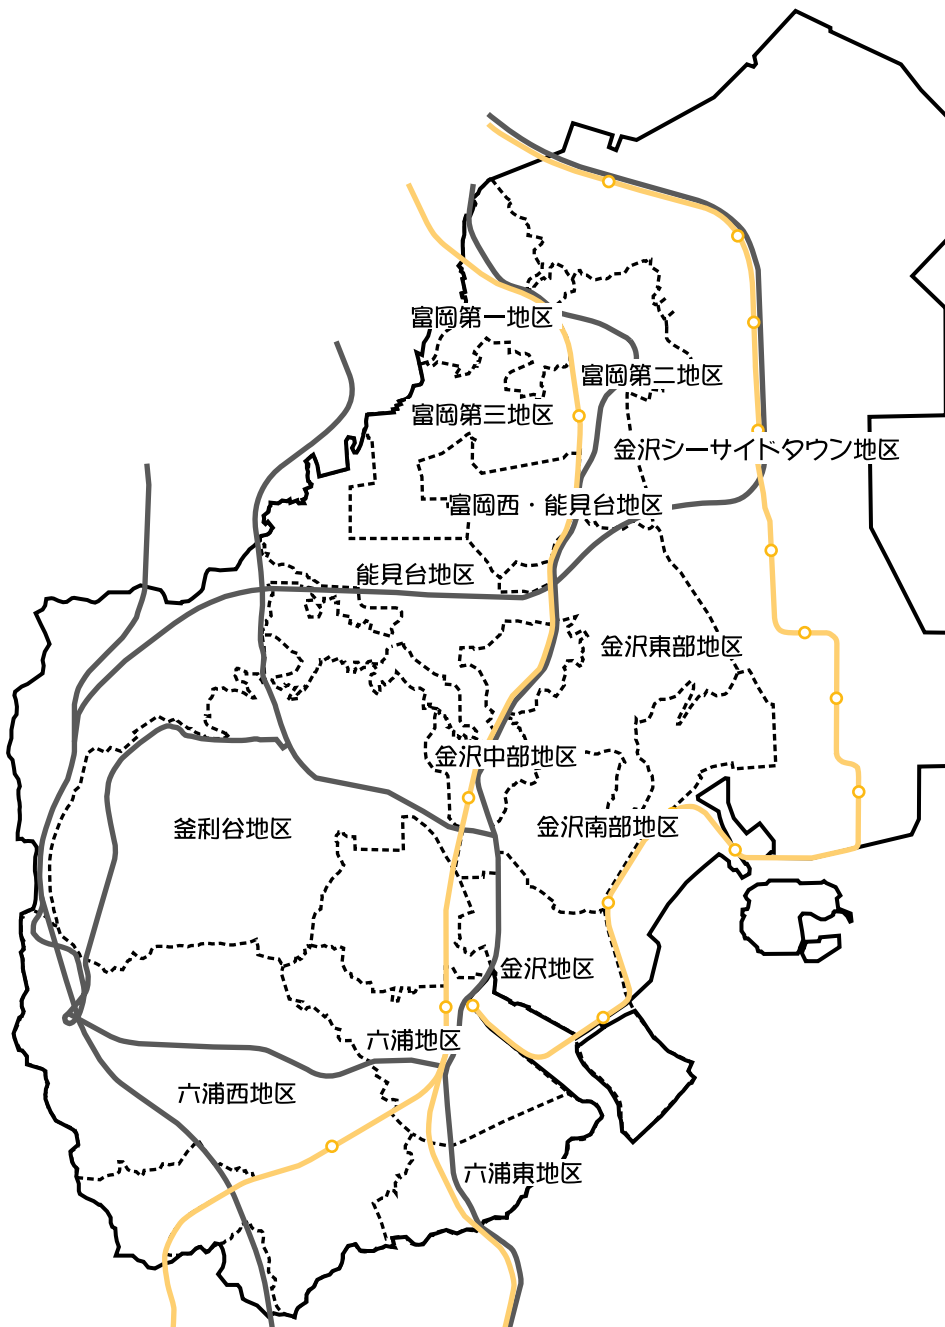 富岡第一地区
富岡第二地区
富岡第三地区
金沢シーサイドタウン地区
富岡西・能見台地区
能見台地区
金沢東部地区
金沢中部地区
釜利谷地区
金沢南部地区
金沢地区
六浦地区
六浦西地区
六浦東地区